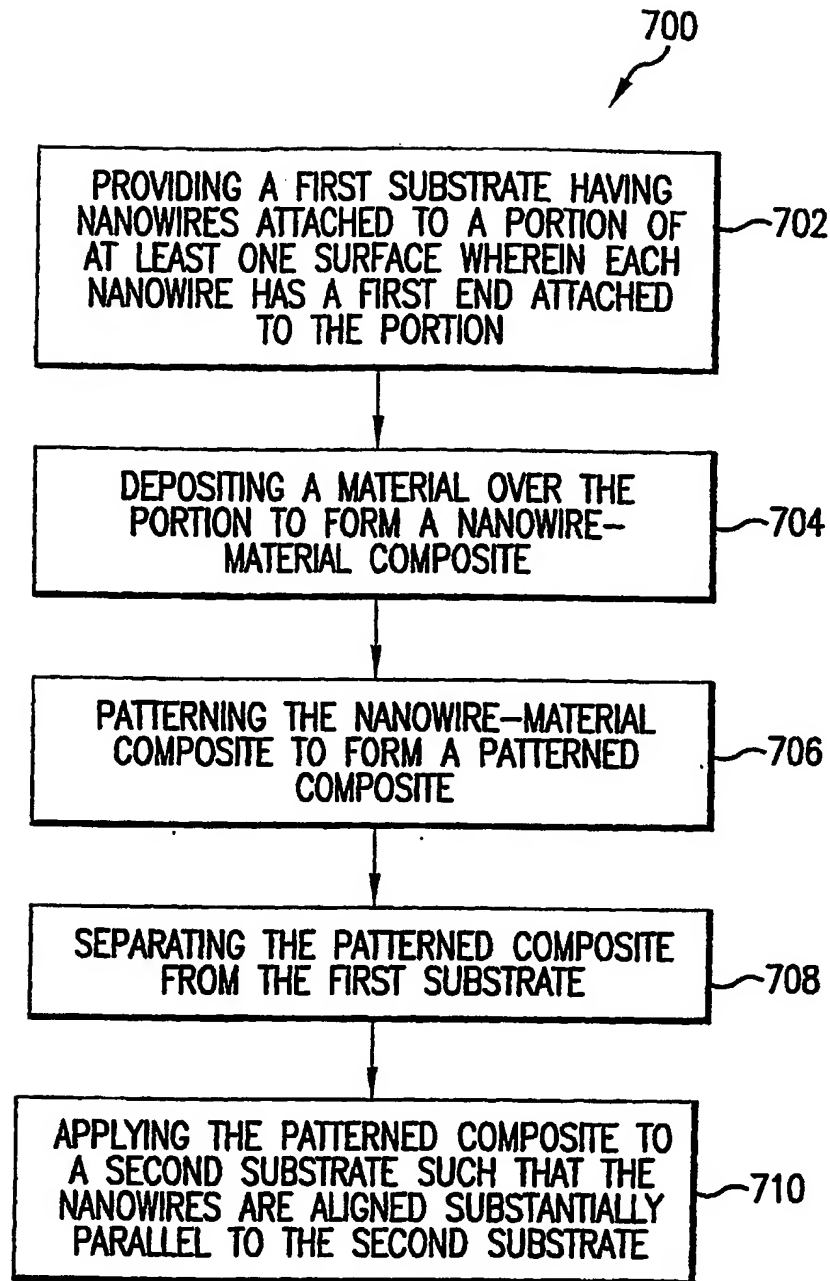 700
PROVIDING A FIRST SUBSTRATE HAVING
NANOWIRES ATTACHED TO A PORTION OF
AT LEAST ONE SURFACE WHEREIN EACH
NANOWIRE HAS A FIRST END ATTACHED
TO THE PORTION
702
DEPOSITING A MATERIAL OVER THE
PORTION TO FORM A NANOWIRE–
MATERIAL COMPOSITE
704
PATTERNING THE NANOWIRE–MATERIAL
COMPOSITE TO FORM A PATTERNED
COMPOSITE
706
SEPARATING THE PATTERNED COMPOSITE
FROM THE FIRST SUBSTRATE
708
APPLYING THE PATTERNED COMPOSITE TO
A SECOND SUBSTRATE SUCH THAT THE
NANOWIRES ARE ALIGNED SUBSTANTIALLY
PARALLEL TO THE SECOND SUBSTRATE
710